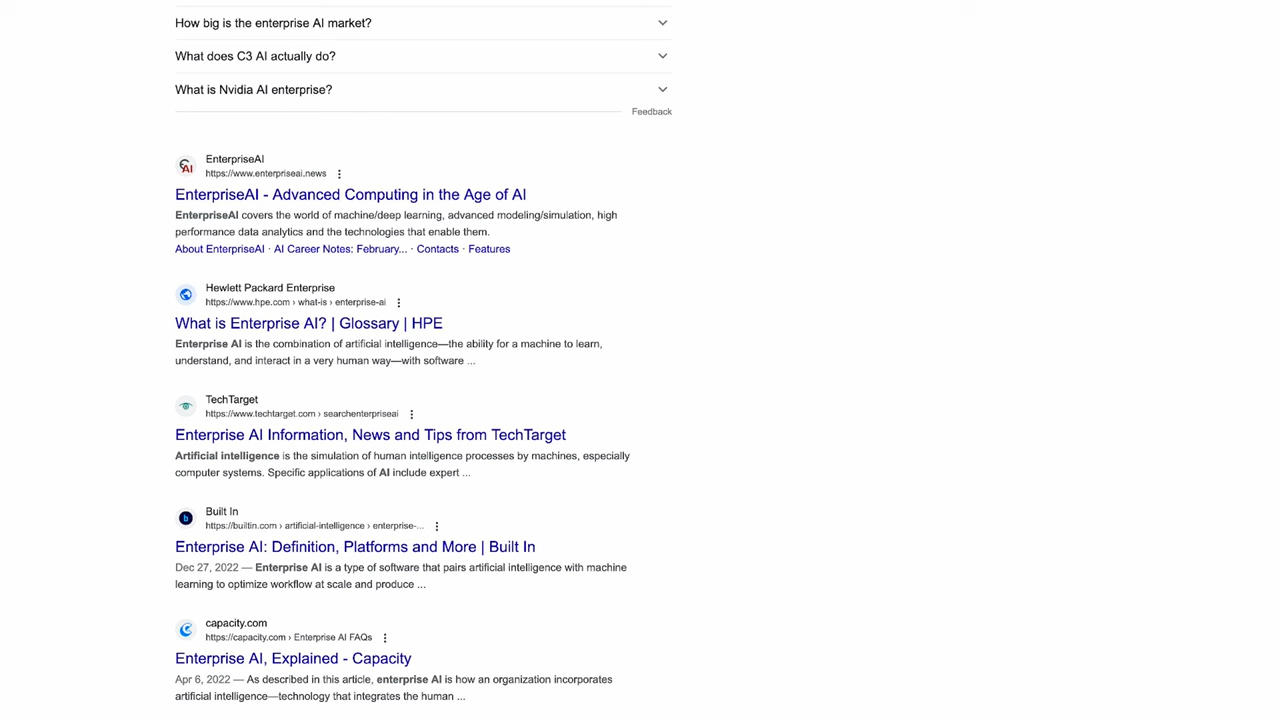 How big is the enterprise AI market?
What does C3 AI actually do?
What is Nvidia AI enterprise?
Feedback
EnterpriseAI
https://www.enterpriseai.news
EnterpriseAI - Advanced Computing in the Age of AI
EnterpriseAI covers the world of machine/deep learning, advanced modeling/simulation, high
performance data analytics and the technologies that enable them.
About EnterpriseAI · AI Career Notes: February... · Contacts · Features
Hewlett Packard Enterprise
https://www.hpe.com › what-is › enterprise-ai
What is Enterprise AI? | Glossary | HPE
Enterprise AI is the combination of artificial intelligence—the ability for a machine to learn,
understand, and interact in a very human way—with software ...
TechTarget
https://www.techtarget.com › searchenterpriseai
Enterprise AI Information, News and Tips from TechTarget
Artificial intelligence is the simulation of human intelligence processes by machines, especially
computer systems. Specific applications of AI include expert ...
Built In
https://builtin.com › artificial-intelligence › enterprise-...
Enterprise AI: Definition, Platforms and More | Built In
Dec 27, 2022 — Enterprise AI is a type of software that pairs artificial intelligence with machine
learning to optimize workflow at scale and produce ...
capacity.com
https://capacity.com › Enterprise AI FAQs
Enterprise AI, Explained - Capacity
Apr 6, 2022 — As described in this article, enterprise AI is how an organization incorporates
artificial intelligence—technology that integrates the human ...